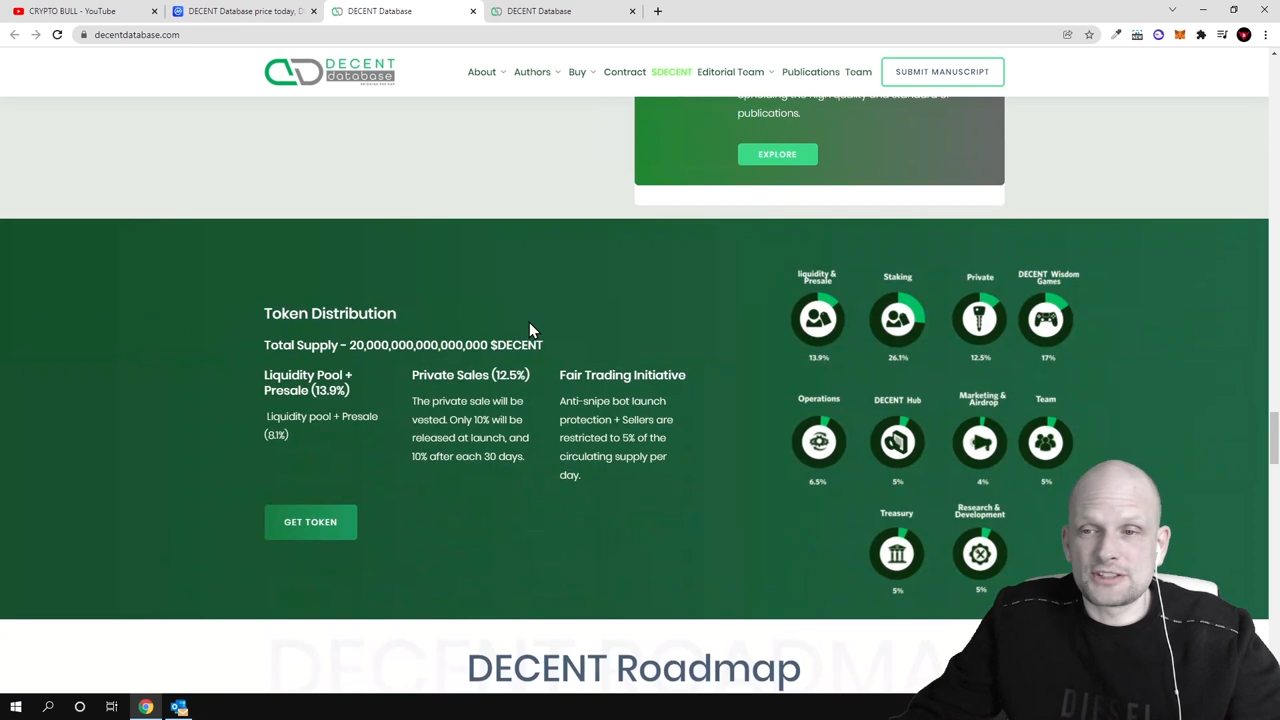 CRYPTO BULL - YouTube
DECENT Database price today, D
DECENT Database
DECENT Database
decentdatabase.com
DECENT
database
About
Authors
Buy
Contract
$DECENT
Editorial Team
Publications
Team
SUBMIT MANUSCRIPT
publications.
EXPLORE
Token Distribution
Total Supply - 20,000,000,000,000,000 $DECENT
Liquidity Pool +
Presale (13.9%)
Liquidity pool + Presale
(8.1%)
Private Sales (12.5%)
The private sale will be
vested. Only 10% will be
released at launch, and
10% after each 30 days.
Fair Trading Initiative
Anti-snipe bot launch
protection + Sellers are
restricted to 5% of the
circulating supply per
day.
GET TOKEN
liquidity &
Presale
13.9%
Staking
26.1%
Private
12.5%
DECENT Wisdom
Games
17%
Operations
6.5%
DECENT Hub
5%
Marketing &
Airdrop
4%
Team
5%
Treasury
5%
Research &
Development
5%
DECENT Roadmap
DIESEL